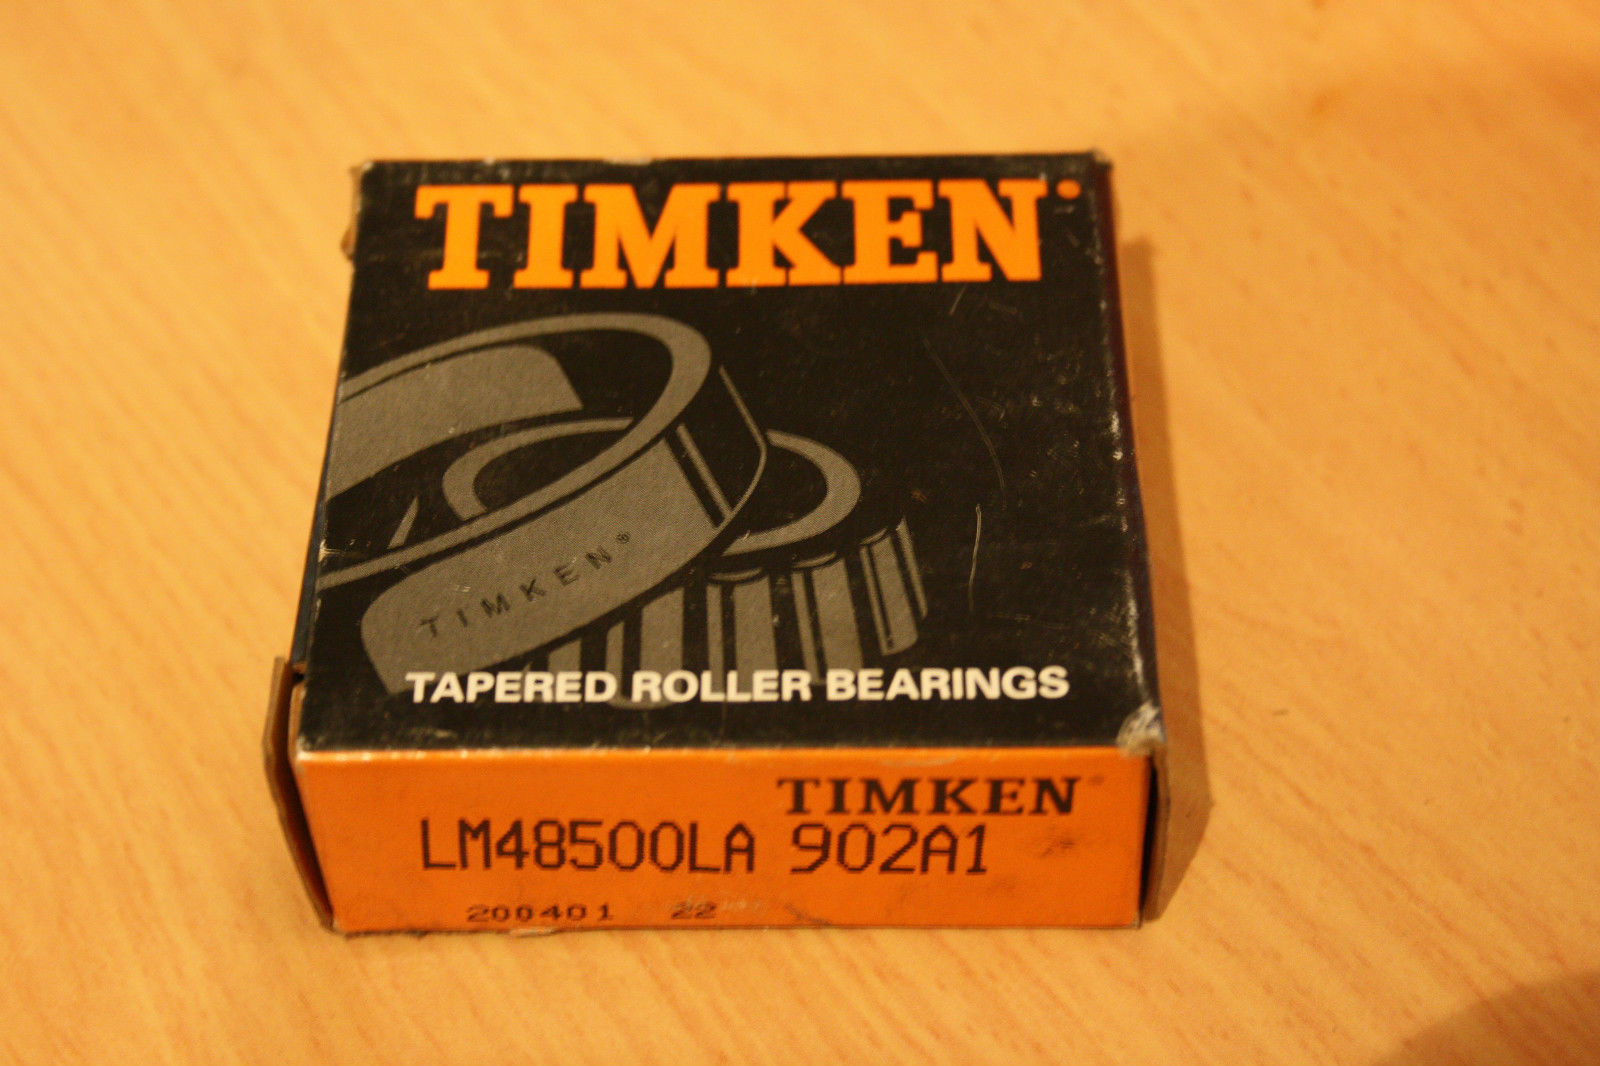 TIMKEN
TIMKEN®
TAPERED ROLLER BEARINGS
TIMKEN
LM48500LA 902A1
200401 22